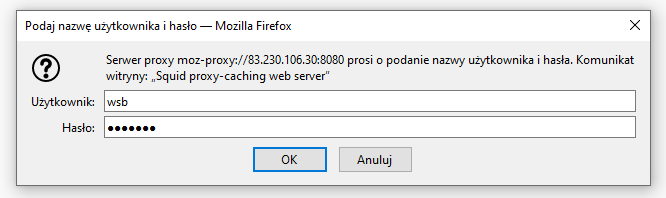 Podaj nazwę użytkownika i hasło — Mozilla Firefox
Serwer proxy moz-proxy://83.230.106.30:8080 prosi o podanie nazwy użytkownika i hasła. Komunikat
witryny: „Squid proxy-caching web server”
Użytkownik: wsb
Hasło: ●●●●●●●
OK Anuluj